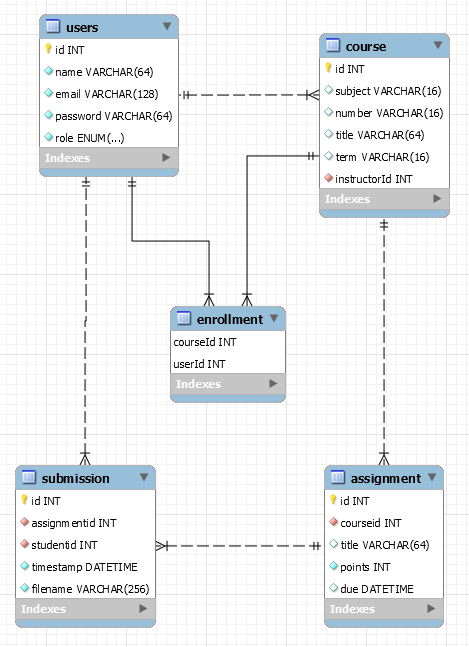 users
id INT
name VARCHAR(64)
email VARCHAR(128)
password VARCHAR(64)
role ENUM(...)
Indexes
course
id INT
subject VARCHAR(16)
number VARCHAR(16)
title VARCHAR(64)
term VARCHAR(16)
instructorId INT
Indexes
enrollment
courseId INT
userId INT
Indexes
submission
id INT
assignmentid INT
studentid INT
timestamp DATETIME
filename VARCHAR(256)
Indexes
assignment
id INT
courseid INT
title VARCHAR(64)
points INT
due DATETIME
Indexes